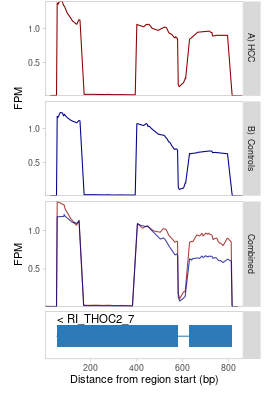 1.0
0.5
FPM
A) HCC
1.0
0.5
B) Controls
1.0
0.5
FPM
Combined
< RI_THOC2_7
200 400 600 800
Distance from region start (bp)